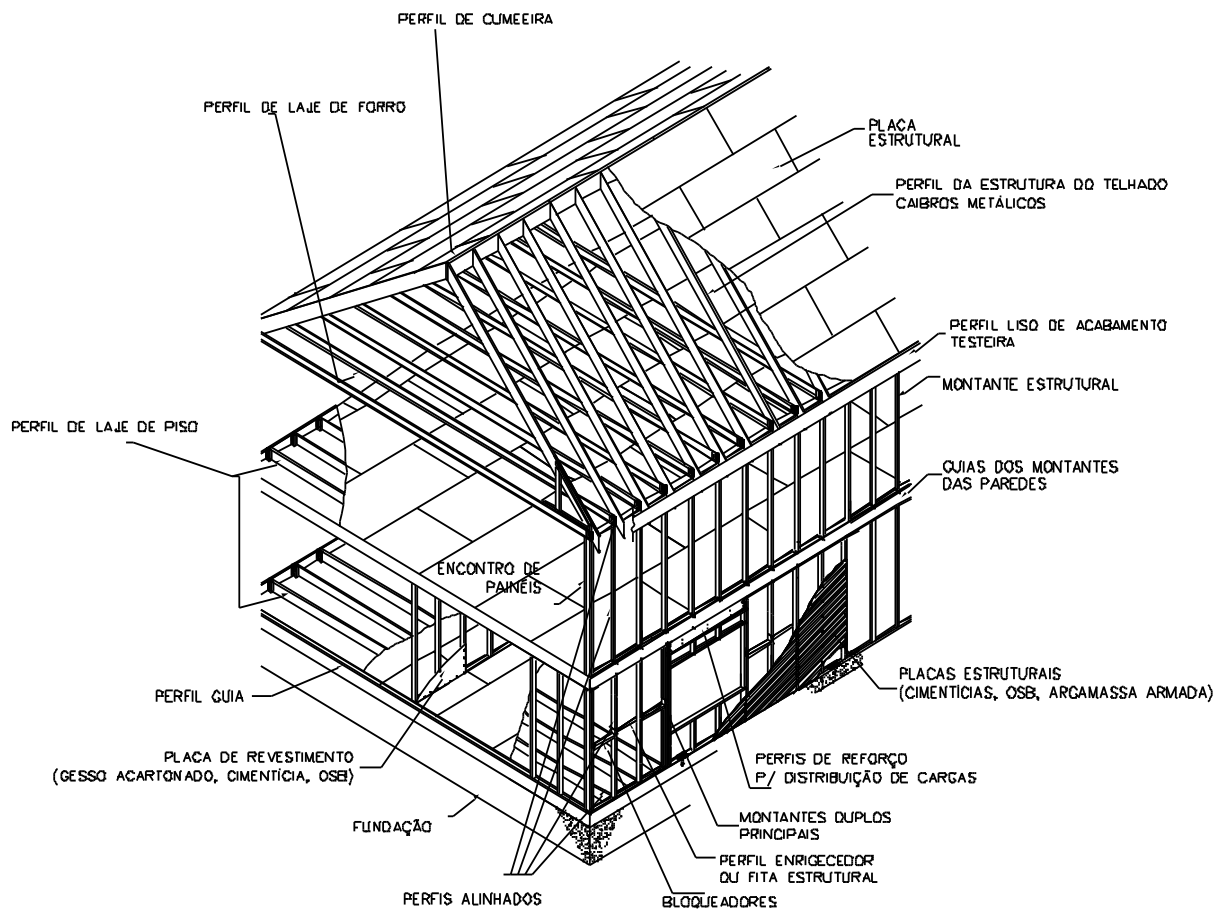 PERFIL DE CUMEEIRA
PERFIL DE LAJE DE FORRO
PLACA
ESTRUTURAL
PERFIL DA ESTRUTURA DO TELHADO
CAIBROS METÁLICOS
PERFIL LISO DE ACABAMENTO
TESTEIRA
MONTANTE ESTRUTURAL
PERFIL DE LAJE DE PISO
GUIAS DOS MONTANTES
DAS PAREDES
ENCONTRO DE
PAINÉIS
PLACAS ESTRUTURAIS
(CIMENTÍCIAS, OSB, ARGAMASSA ARMADA)
PERFIL GUIA
PLACA DE REVESTIMENTO
(GESSO ACARTONADO, CIMENTÍCIA, OSB)
PERFIS DE REFORÇO
P/ DISTRIBUIÇÃO DE CARGAS
FUNDAÇÃO
MONTANTES DUPLOS
PRINCIPAIS
PERFIL ENRIGECEDOR
OU FITA ESTRUTURAL
PERFIS ALINHADOS
BLOQUEADORES